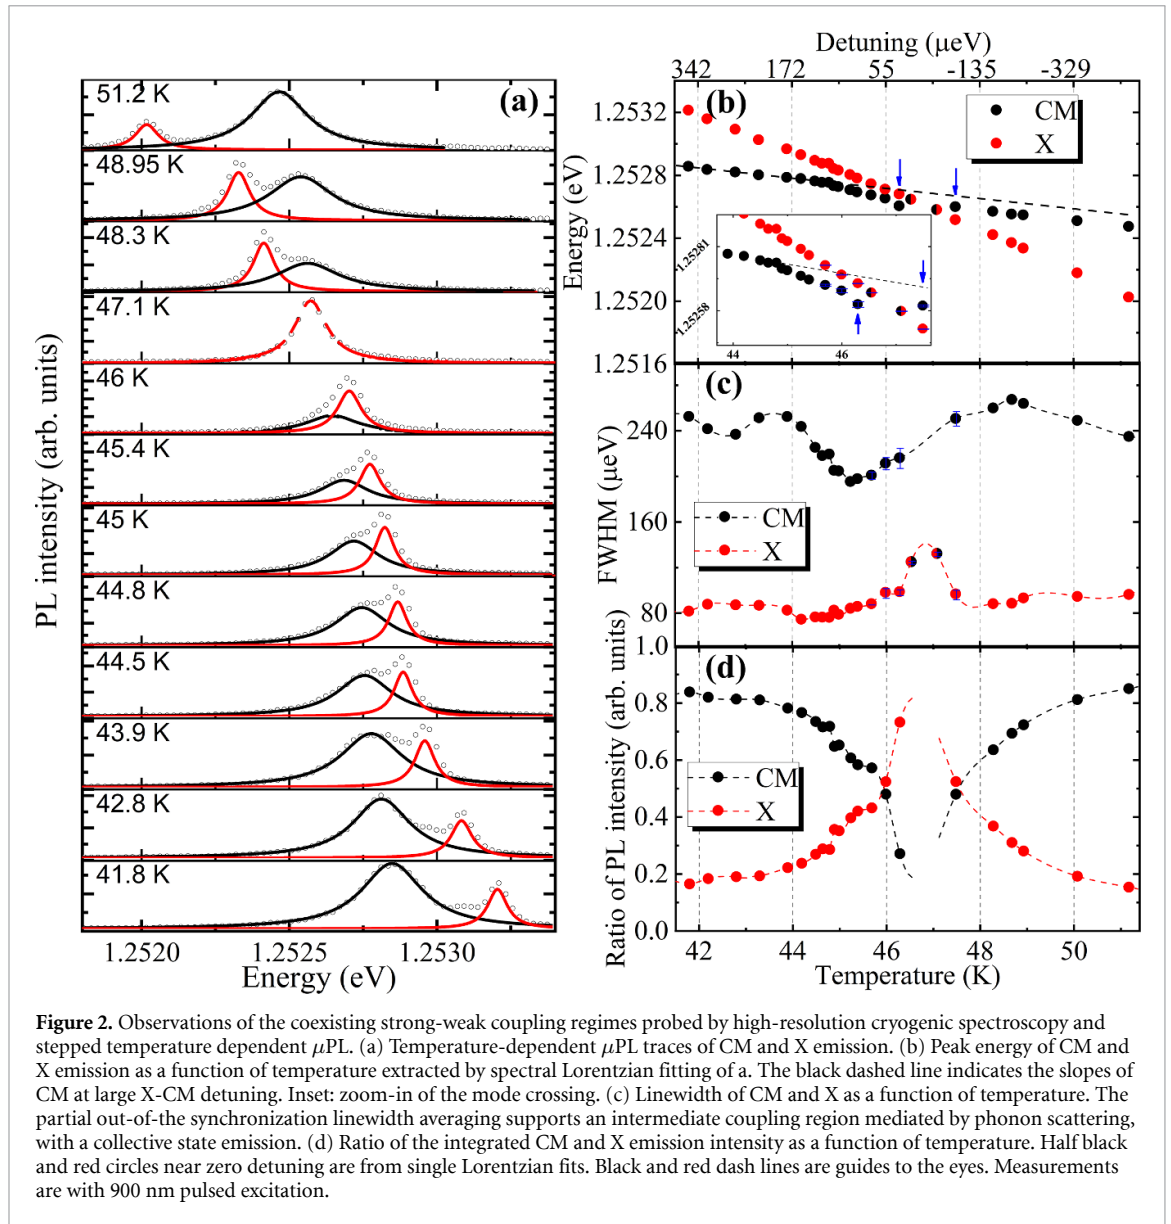 Detuning (µeV)
342 172 55 -135 -329
(a)
51.2 K
48.95 K
48.3 K
47.1 K
46 K
45.4 K
45 K
44.8 K
44.5 K
43.9 K
42.8 K
41.8 K
PL intensity (arb. units)
1.2520 1.2525 1.2530
Energy (eV)
(b)
CM
X
1.2532
1.2528
1.2524
1.2520
1.2516
Energy (eV)
1.25281
1.25258
44 46
(c)
240
160
80
FWHM (µeV)
CM
X
(d)
1.0
0.8
0.6
0.4
0.2
0.0
Ratio of PL intensity (arb. units)
CM
X
42 44 46 48 50
Temperature (K)
Figure 2. Observations of the coexisting strong-weak coupling regimes probed by high-resolution cryogenic spectroscopy and
stepped temperature dependent µPL. (a) Temperature-dependent µPL traces of CM and X emission. (b) Peak energy of CM and
X emission as a function of temperature extracted by spectral Lorentzian fitting of a. The black dashed line indicates the slopes of
CM at large X-CM detuning. Inset: zoom-in of the mode crossing. (c) Linewidth of CM and X as a function of temperature. The
partial out-of-the synchronization linewidth averaging supports an intermediate coupling region mediated by phonon scattering,
with a collective state emission. (d) Ratio of the integrated CM and X emission intensity as a function of temperature. Half black
and red circles near zero detuning are from single Lorentzian fits. Black and red dash lines are guides to the eyes. Measurements
are with 900 nm pulsed excitation.